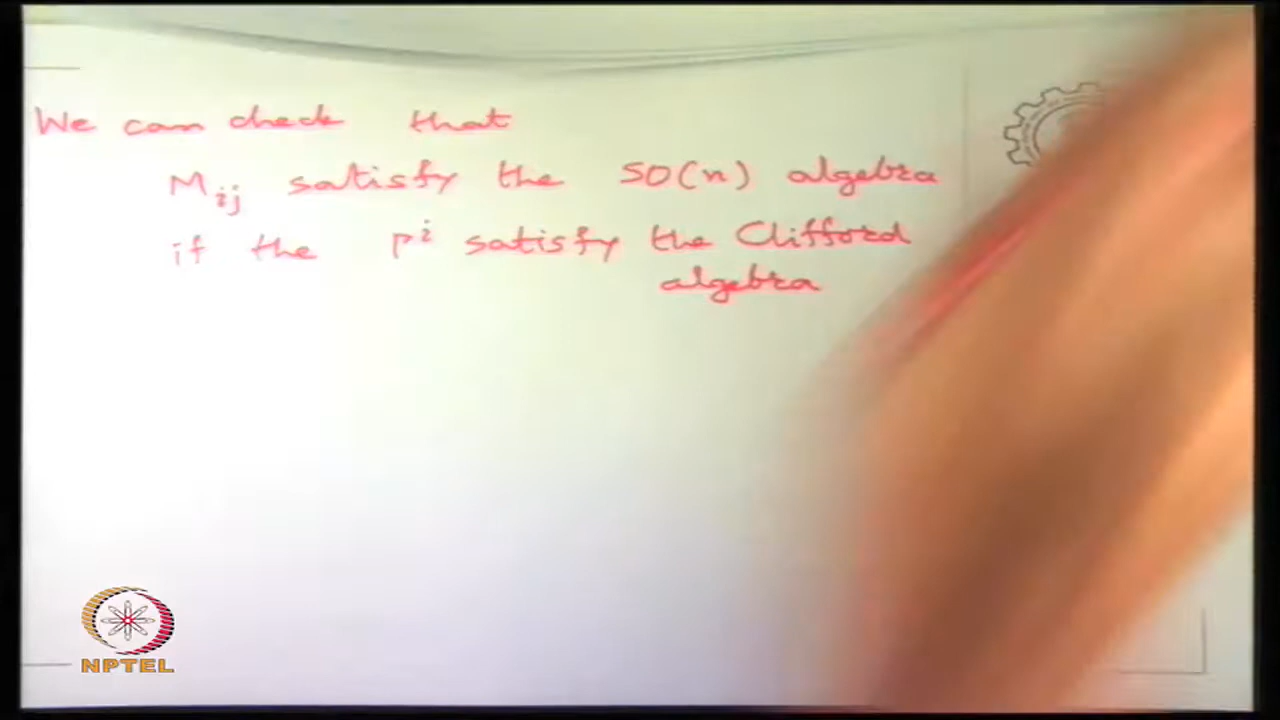 We can check that
M_ij satisfy the SO(n) algebra
if the Γ^i satisfy the Clifford
algebra
NPTEL